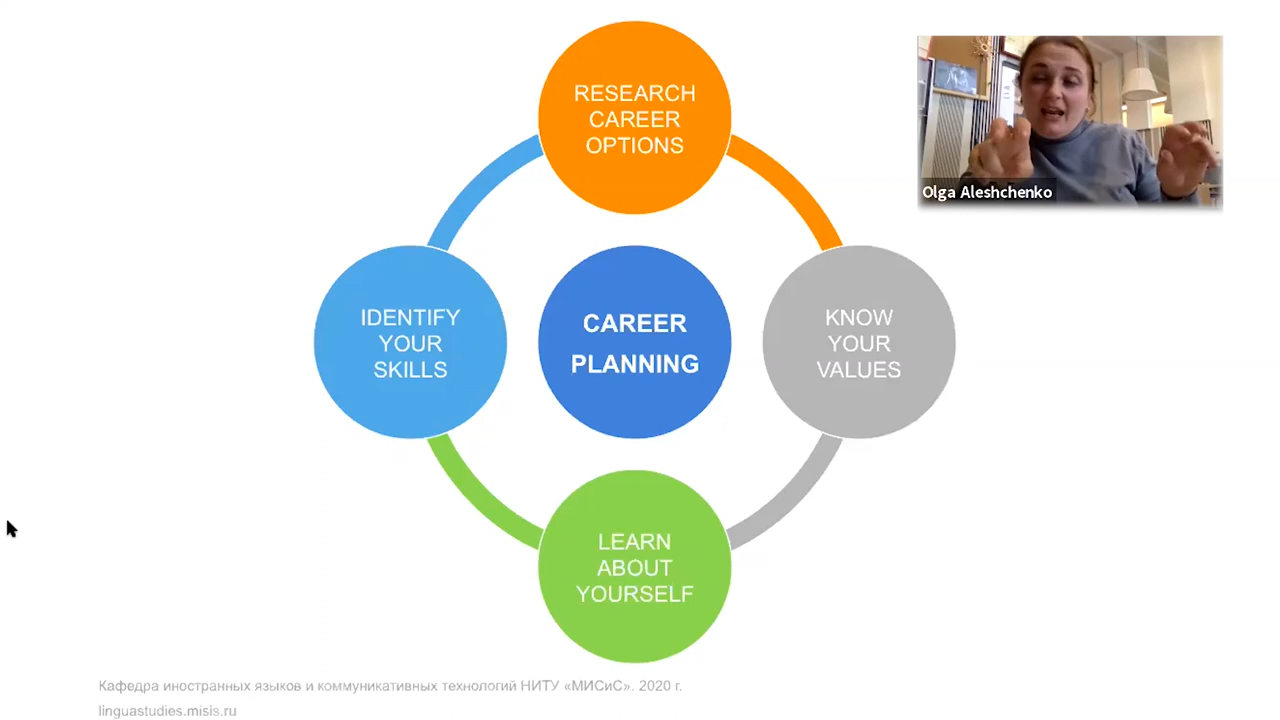 RESEARCH
CAREER
OPTIONS
Olga Aleshchenko
IDENTIFY
YOUR
SKILLS
CAREER
PLANNING
KNOW
YOUR
VALUES
LEARN
ABOUT
YOURSELF
Кафедра иностранных языков и коммуникативных технологий НИТУ «МИСиС». 2020 г.
linguastudies.misis.ru